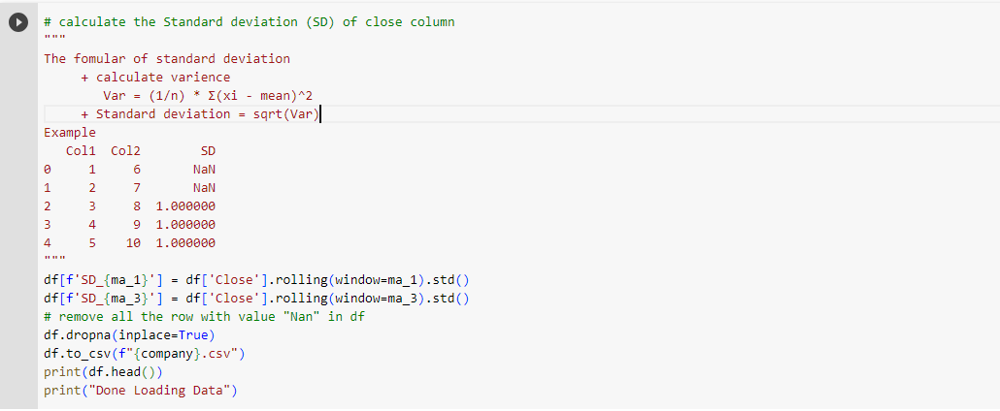 # calculate the Standard deviation (SD) of close column
"""
The fomular of standard deviation
     + calculate varience
        Var = (1/n) * Σ(xi - mean)^2
     + Standard deviation = sqrt(Var)
Example
   Col1  Col2        SD
0     1     6       NaN
1     2     7       NaN
2     3     8  1.000000
3     4     9  1.000000
4     5    10  1.000000
"""
df[f'SD_{ma_1}'] = df['Close'].rolling(window=ma_1).std()
df[f'SD_{ma_3}'] = df['Close'].rolling(window=ma_3).std()
# remove all the row with value "Nan" in df
df.dropna(inplace=True)
df.to_csv(f"{company}.csv")
print(df.head())
print("Done Loading Data")